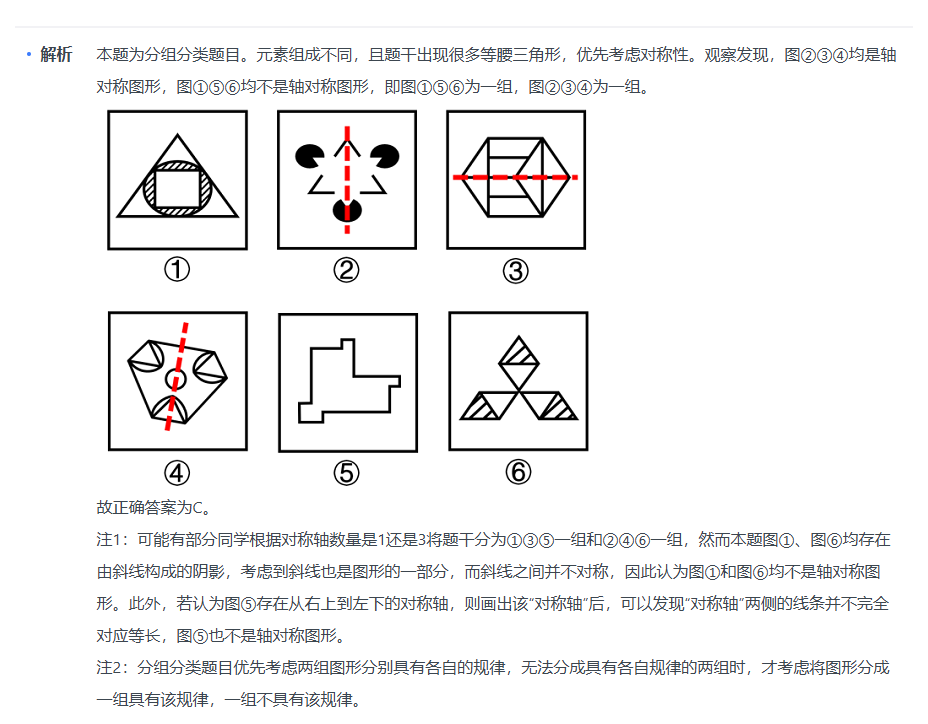 • 解析 本题为分组分类题目。元素组成不同，且题干出现很多等腰三角形，优先考虑对称性。观察发现，图②③④均是轴
对称图形，图①⑤⑥均不是轴对称图形，即图①⑤⑥为一组，图②③④为一组。
① ② ③
④ ⑤ ⑥
故正确答案为C。
注1：可能有部分同学根据对称轴数量是1还是3将题干分为①③⑤一组和②④⑥一组，然而本题图①、图⑥均存在
由斜线构成的阴影，考虑到斜线也是图形的一部分，而斜线之间并不对称，因此认为图①和图⑥均不是轴对称图
形。此外，若认为图⑤存在从右上到左下的对称轴，则画出该“对称轴”后，可以发现“对称轴”两侧的线条并不完全
对应等长，图⑤也不是轴对称图形。
注2：分组分类题目优先考虑两组图形分别具有各自的规律，无法分成具有各自规律的两组时，才考虑将图形分成
一组具有该规律，一组不具有该规律。